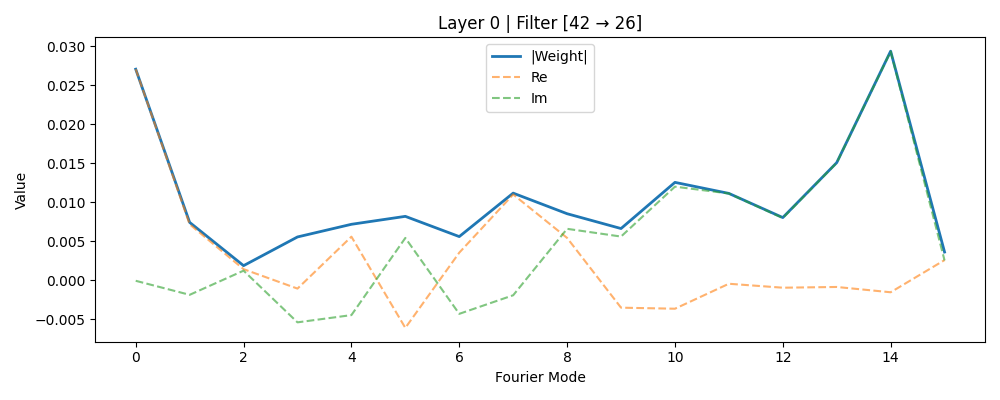 Layer 0 | Filter [42 → 26]
|Weight|
Re
Im
Value
0.030
0.025
0.020
0.015
0.010
0.005
0.000
−0.005
0 2 4 6 8 10 12 14
Fourier Mode